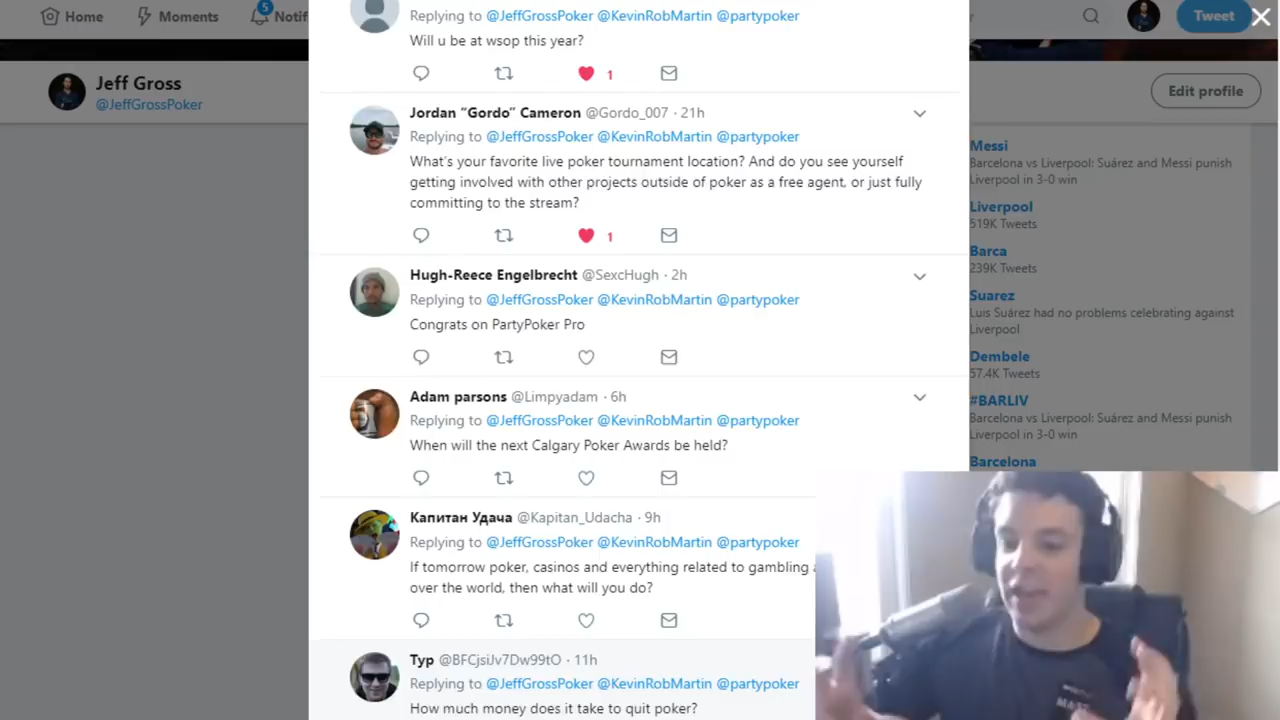 Home
Moments
5
Notif
Tweet
Jeff Gross
@JeffGrossPoker
Edit profile
Replying to @JeffGrossPoker @KevinRobMartin @partypoker
Will u be at wsop this year?
1
Jordan "Gordo" Cameron @Gordo_007 · 21h
Replying to @JeffGrossPoker @KevinRobMartin @partypoker
What's your favorite live poker tournament location? And do you see yourself
getting involved with other projects outside of poker as a free agent, or just fully
committing to the stream?
1
Hugh-Reece Engelbrecht @SexcHugh · 2h
Replying to @JeffGrossPoker @KevinRobMartin @partypoker
Congrats on PartyPoker Pro
Adam parsons @Limpyadam · 6h
Replying to @JeffGrossPoker @KevinRobMartin @partypoker
When will the next Calgary Poker Awards be held?
Капитан Удача @Kapitan_Udacha · 9h
Replying to @JeffGrossPoker @KevinRobMartin @partypoker
If tomorrow poker, casinos and everything related to gambling
over the world, then what will you do?
Тур @BFCjsiJv7Dw99tO · 11h
Replying to @JeffGrossPoker @KevinRobMartin @partypoker
How much money does it take to quit poker?
Messi
Barcelona vs Liverpool: Suárez and Messi punish
Liverpool in 3-0 win
Liverpool
519K Tweets
Barca
239K Tweets
Suarez
Luis Suárez had no problems celebrating against
Liverpool
Dembele
57.4K Tweets
#BARLIV
Barcelona vs Liverpool: Suárez and Messi punish
Liverpool in 3-0 win
Barcelona